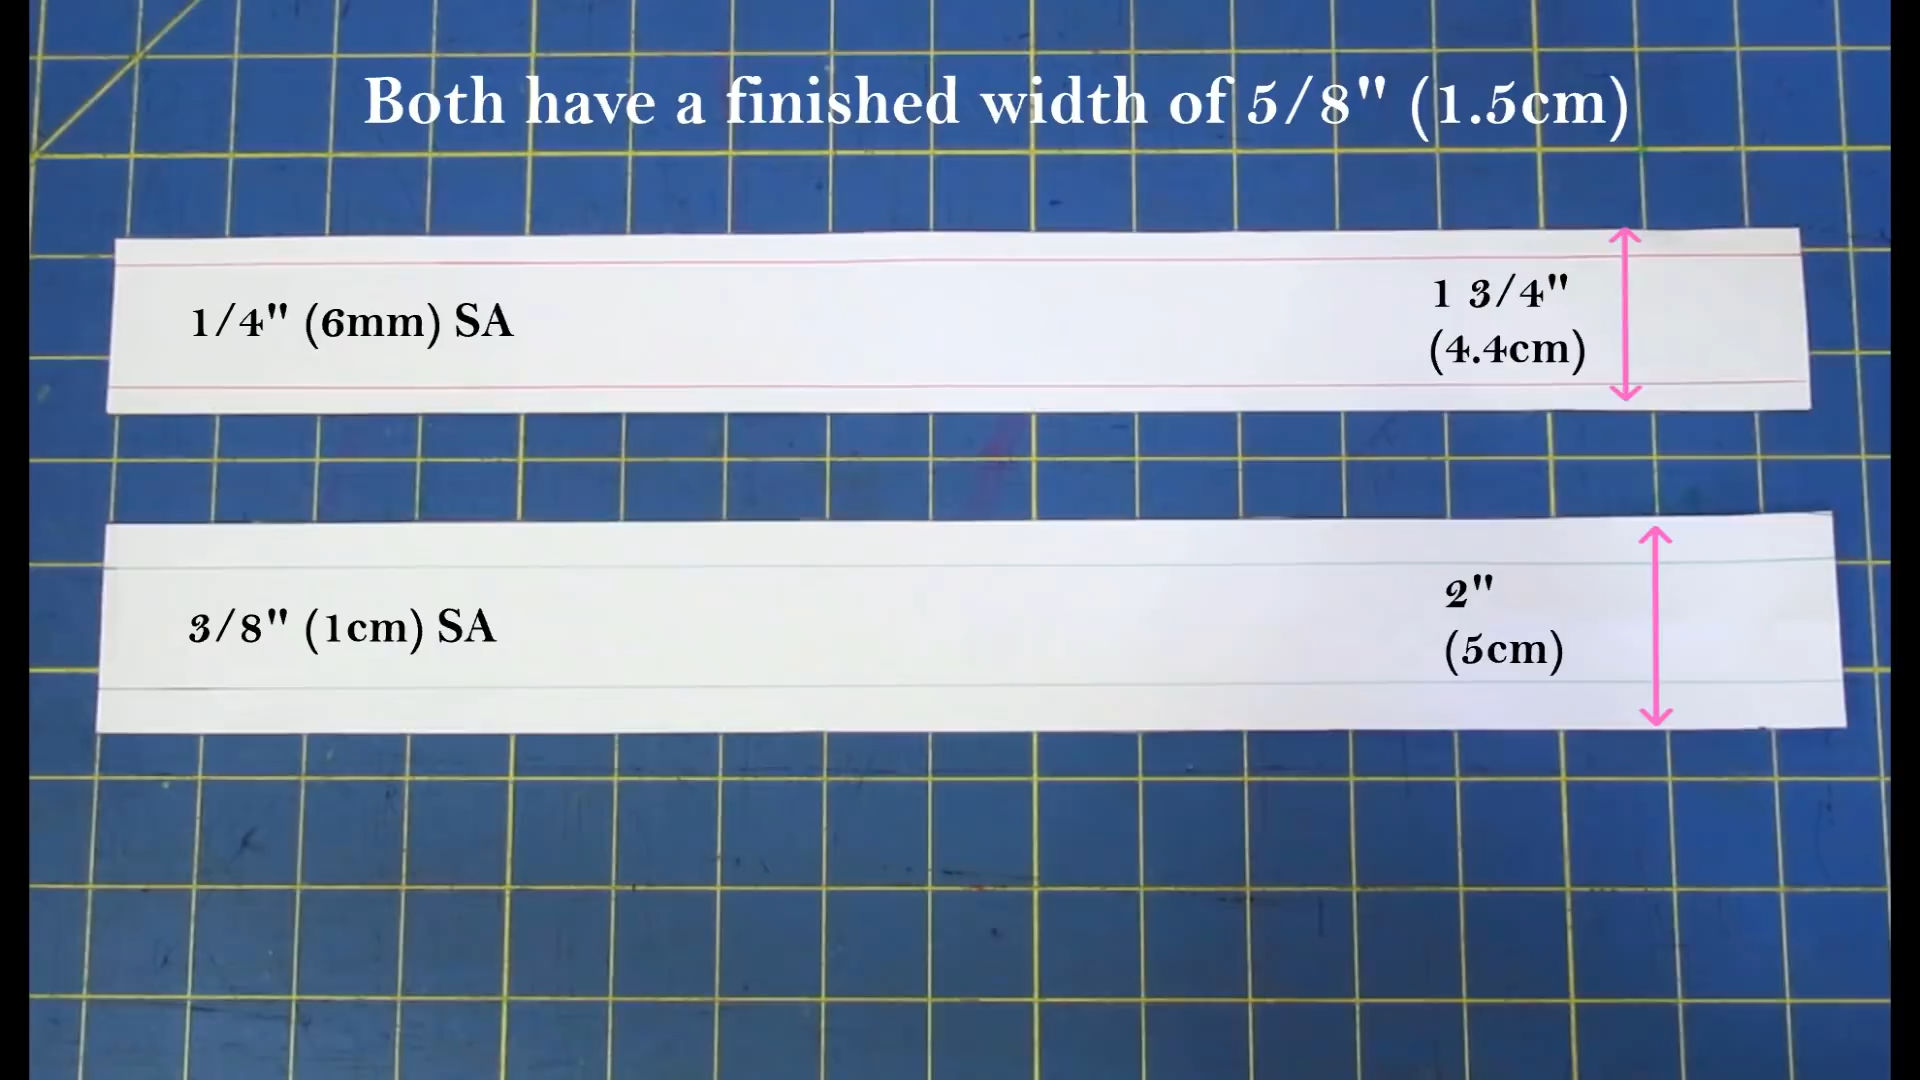 Both have a finished width of 5/8" (1.5cm)
1/4" (6mm) SA
1 3/4"
(4.4cm)
3/8" (1cm) SA
2"
(5cm)